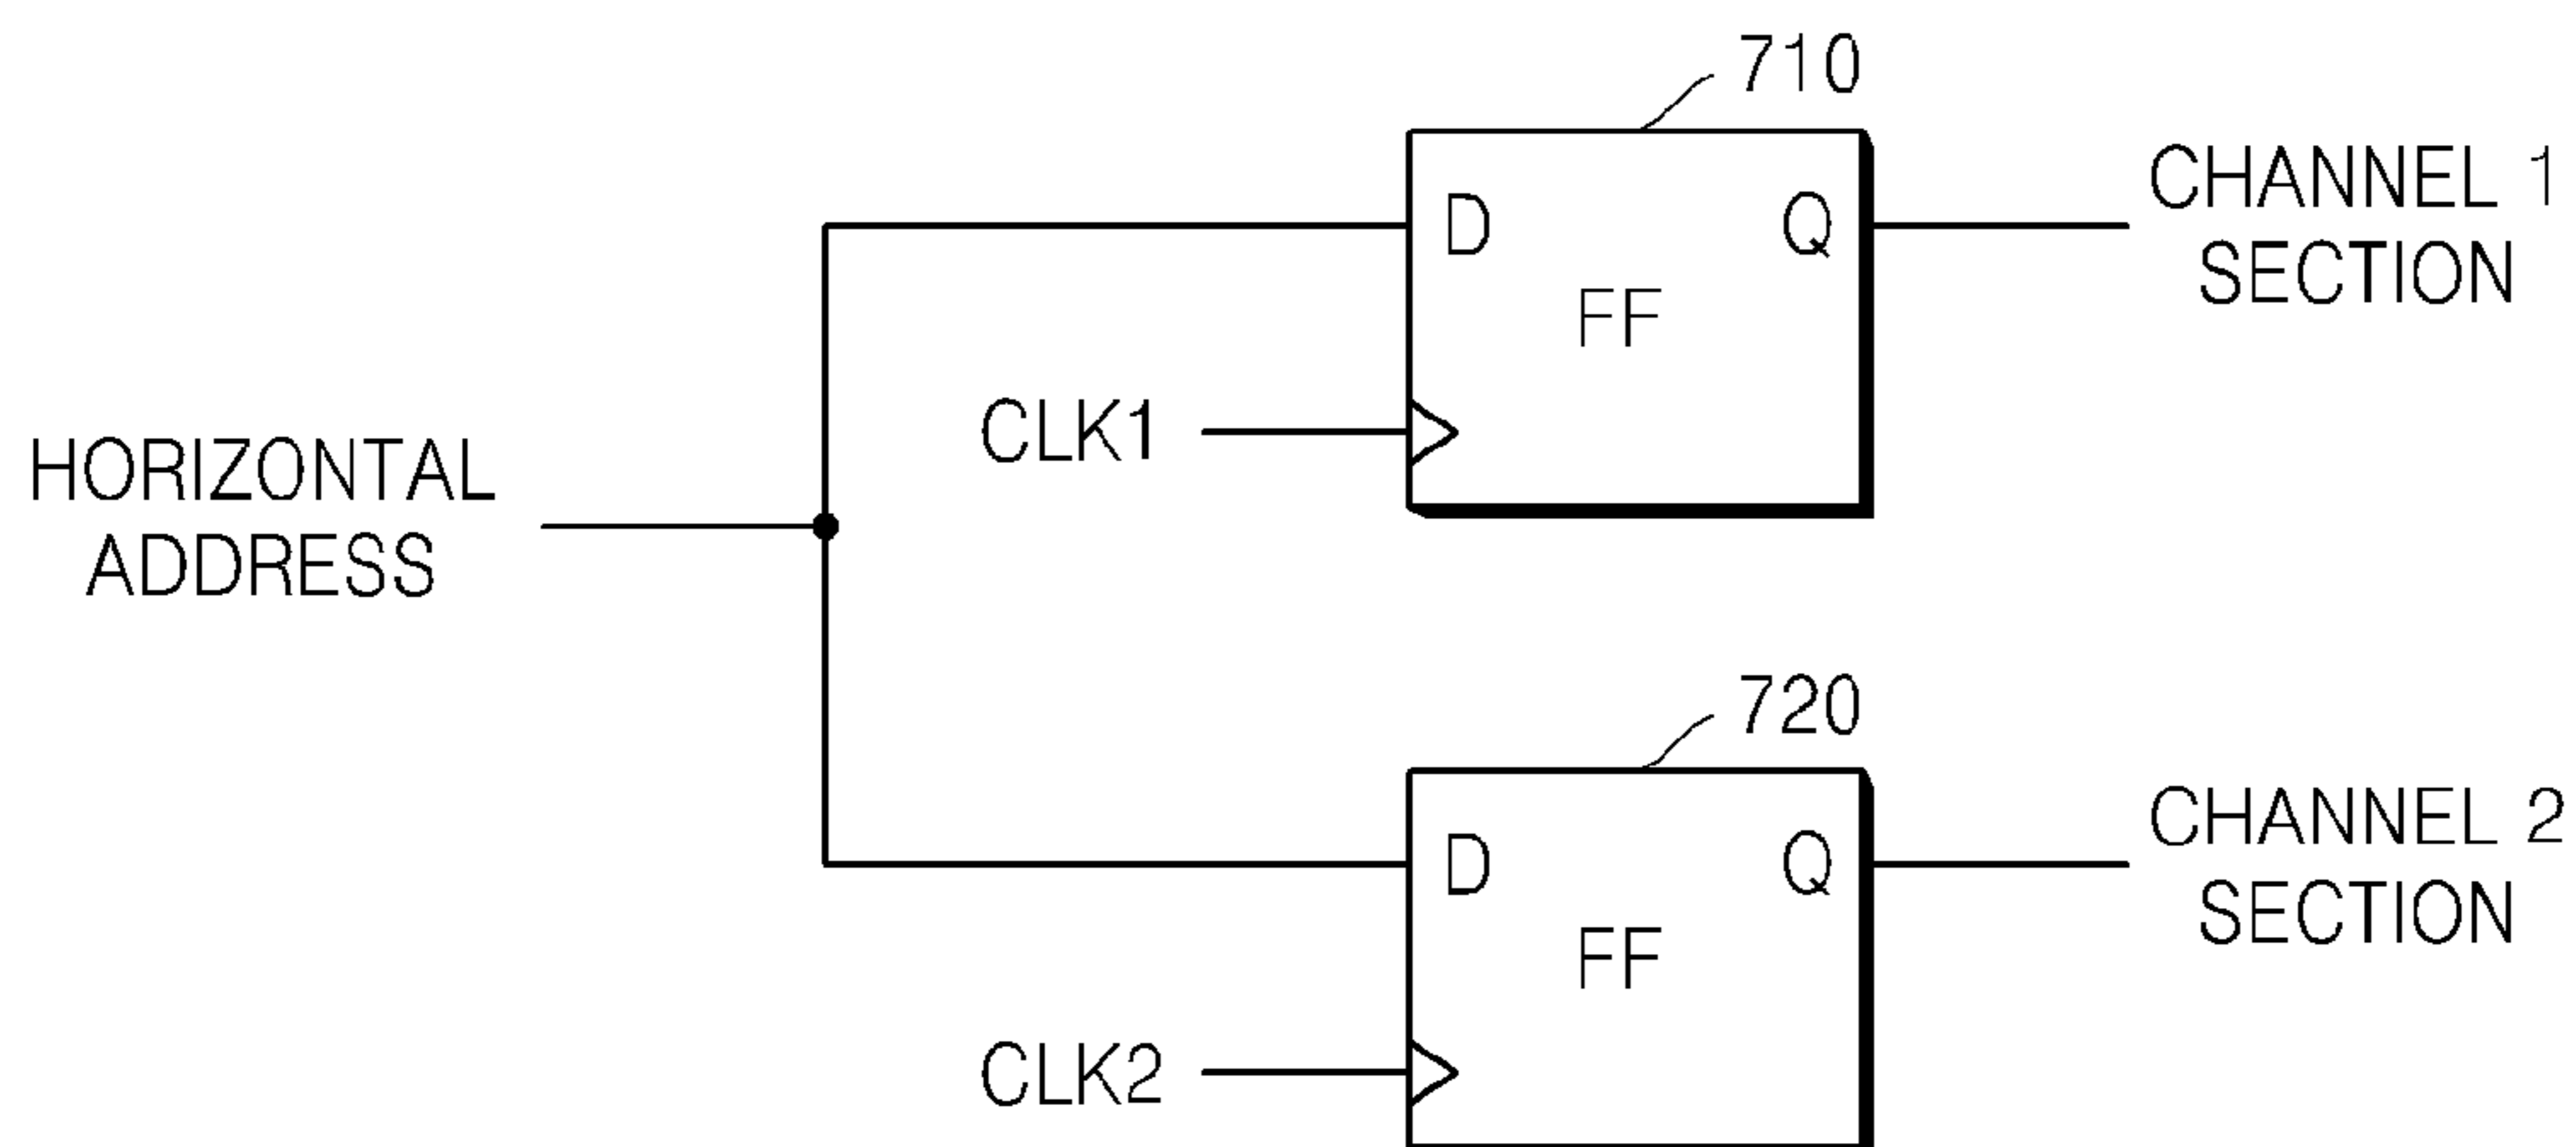 710
CHANNEL 1
SECTION
D
Q
FF
CLK1
HORIZONTAL
ADDRESS
720
CHANNEL 2
SECTION
D
Q
FF
CLK2